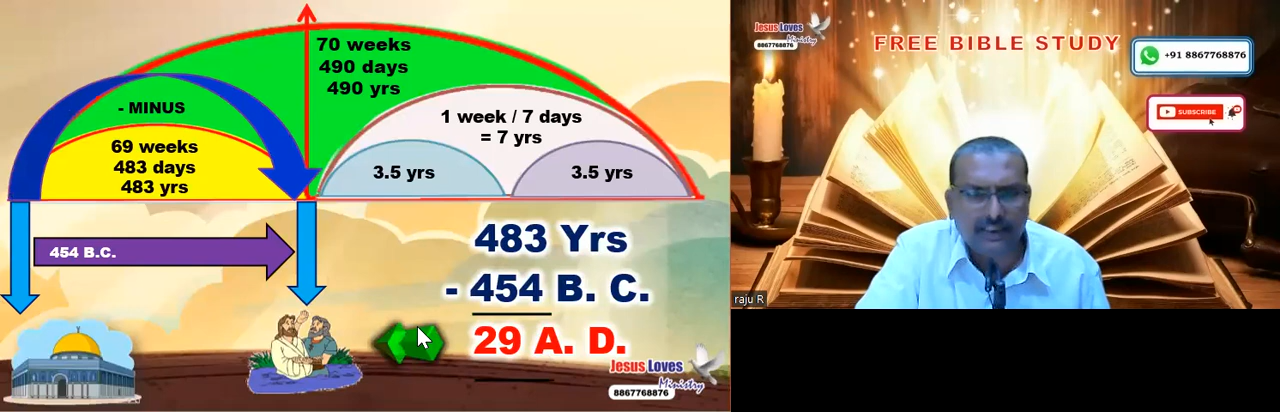 70 weeks
490 days
490 yrs
- MINUS
1 week / 7 days
= 7 yrs
69 weeks
483 days
483 yrs
3.5 yrs
3.5 yrs
454 B.C.
483 Yrs
- 454 B. C.
29 A. D.
Jesus Loves
Ministry
8867768876
Jesus Loves
Ministry
8867768876
FREE BIBLE STUDY
+91 8867768876
SUBSCRIBE
raju R